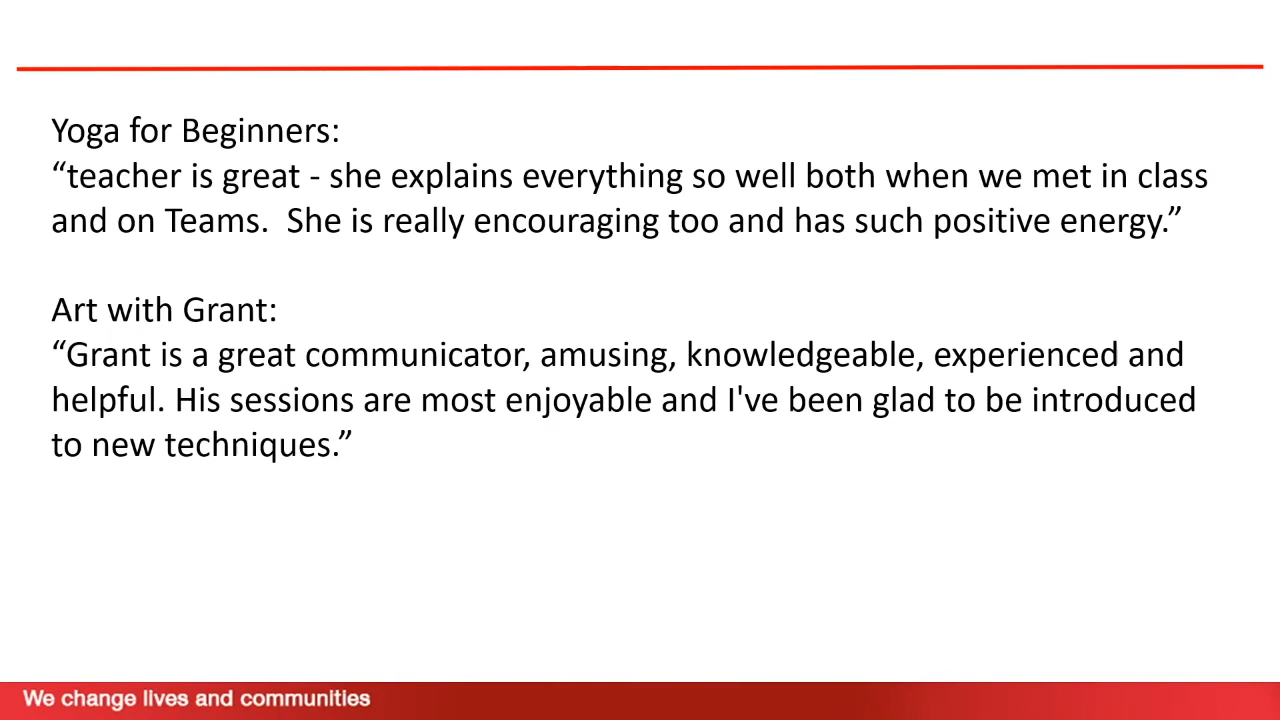 Yoga for Beginners:
“teacher is great - she explains everything so well both when we met in class
and on Teams.  She is really encouraging too and has such positive energy.”
Art with Grant:
“Grant is a great communicator, amusing, knowledgeable, experienced and
helpful. His sessions are most enjoyable and I've been glad to be introduced
to new techniques.”
We change lives and communities